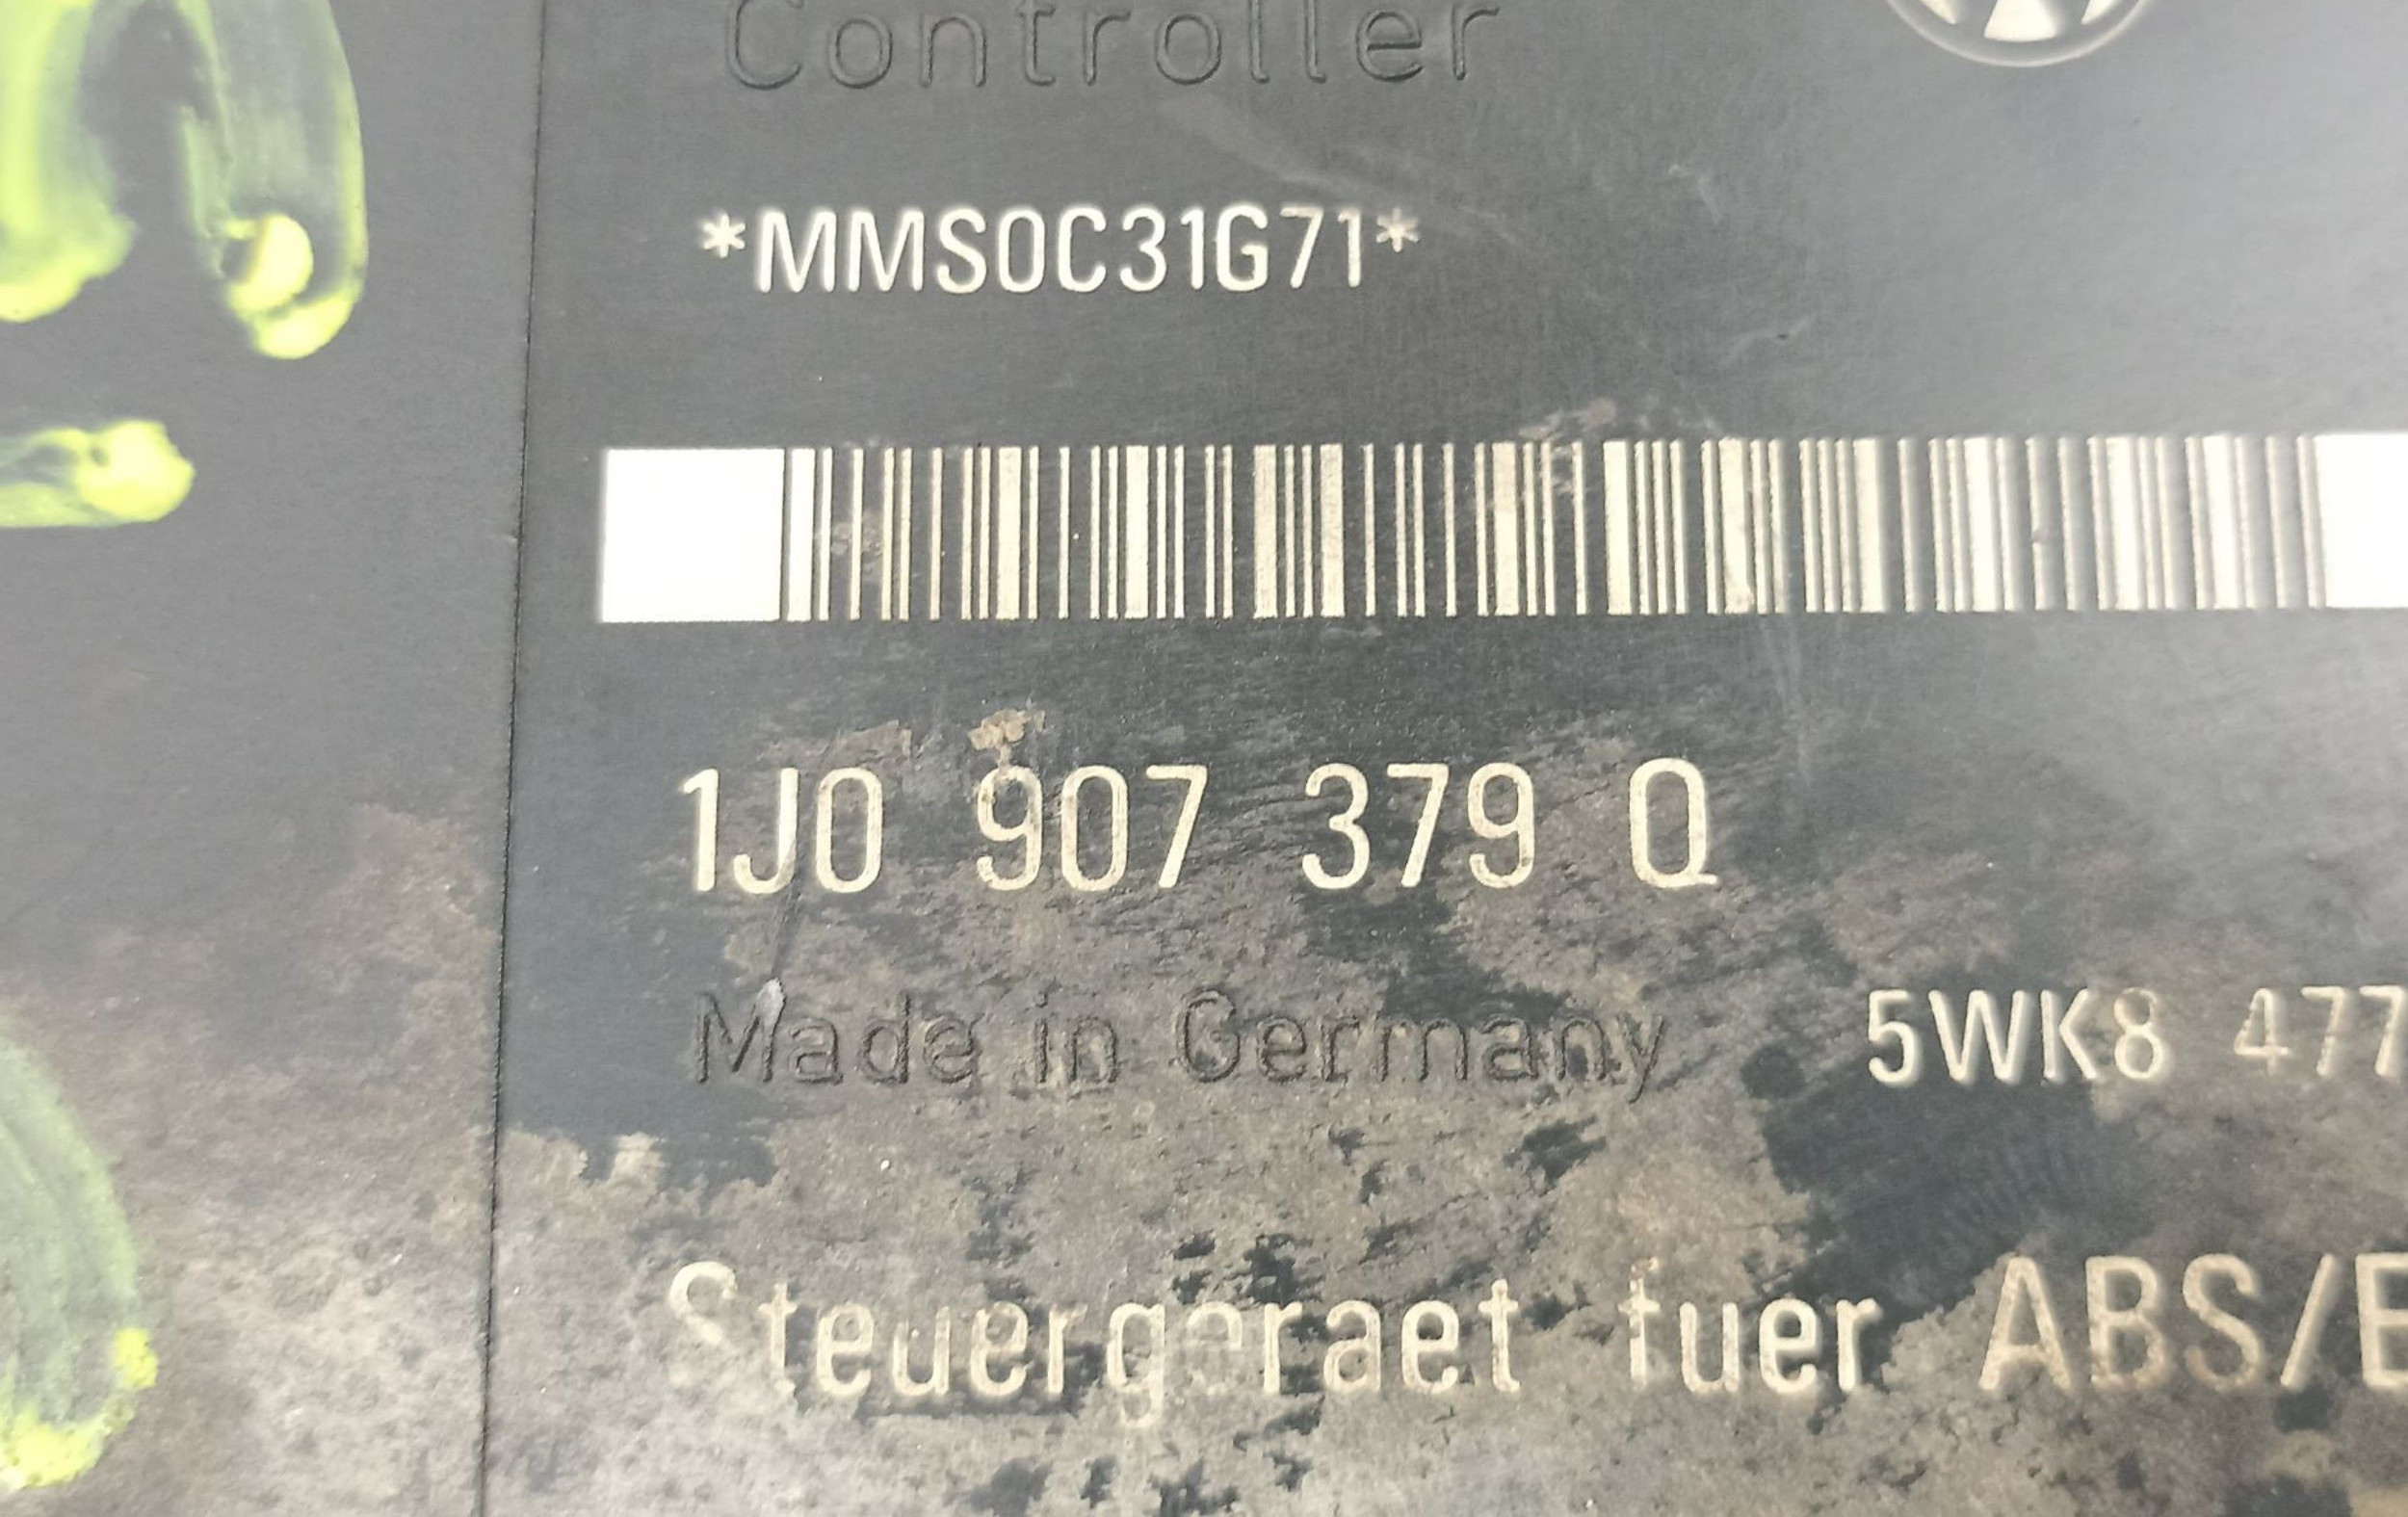 Controller
*MMS0C31G71*
1J0 907 379 Q
Made in Germany
5WK8 477
Steuergeraet fuer ABS/E